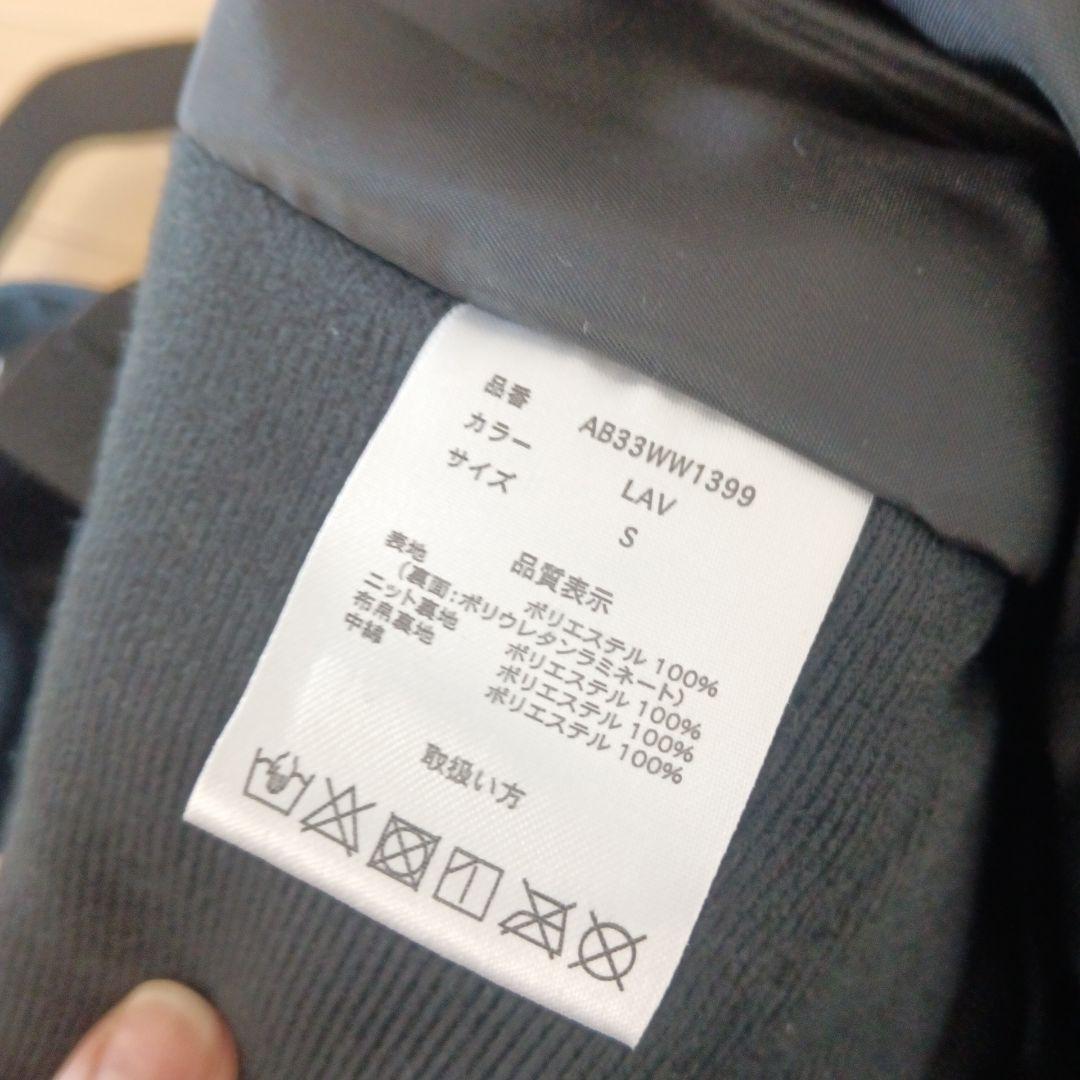 品番 AB33WW1399
カラー LAV
サイズ S
品質表示
表地 ポリエステル 100%
(裏面:ポリウレタンラミネート)
ニット裏地 ポリエステル 100%
布帛裏地 ポリエステル 100%
中綿 ポリエステル 100%
取扱い方